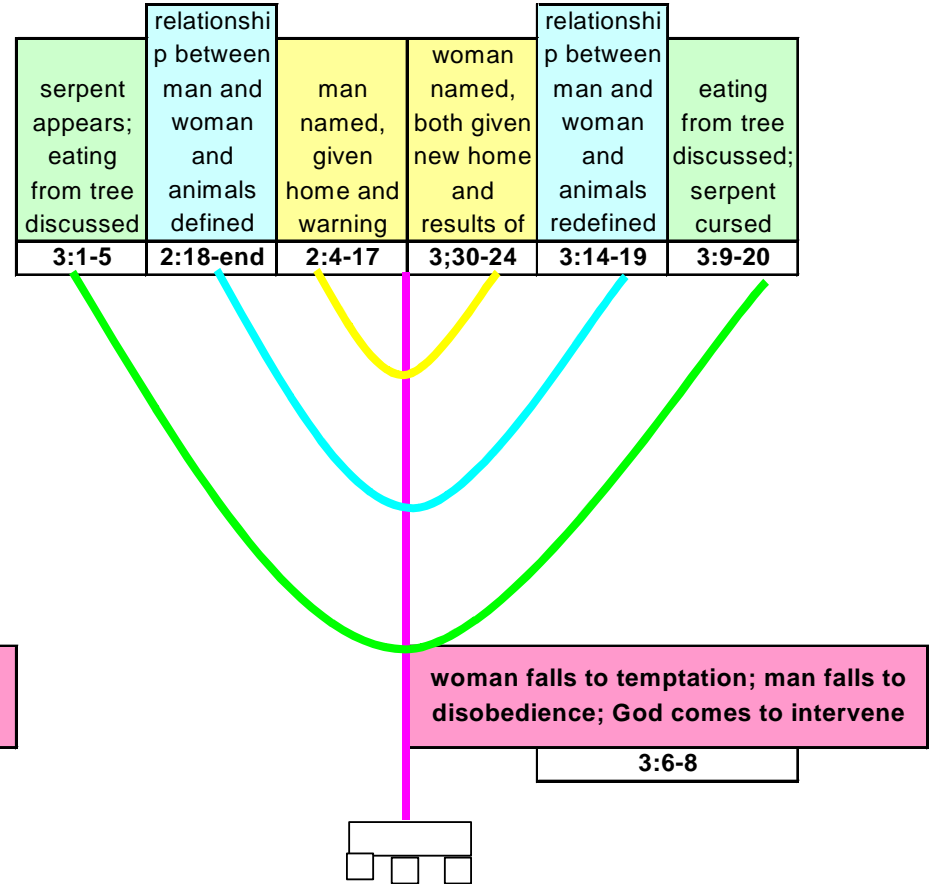 serpent
appears;
eating
from tree
discussed
relationshi
p between
man and
woman
and
animals
defined
man
named,
given
home and
warning
woman
named,
both given
new home
and
results of
relationshi
p between
man and
woman
and
animals
redefined
eating
from tree
discussed;
serpent
cursed
3:1-5
2:18-end
2:4-17
3;30-24
3:14-19
3:9-20
woman falls to temptation; man falls to
disobedience; God comes to intervene
3:6-8